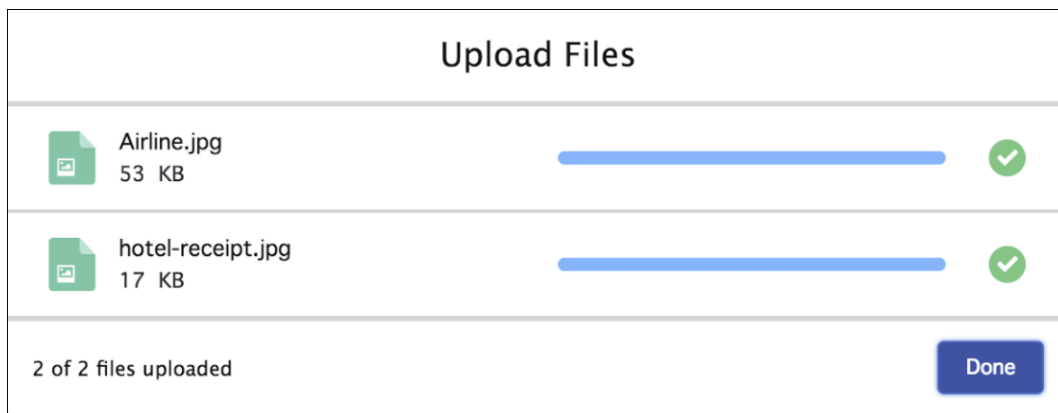 Upload Files
Airline.jpg
53 KB
hotel-receipt.jpg
17 KB
2 of 2 files uploaded
Done